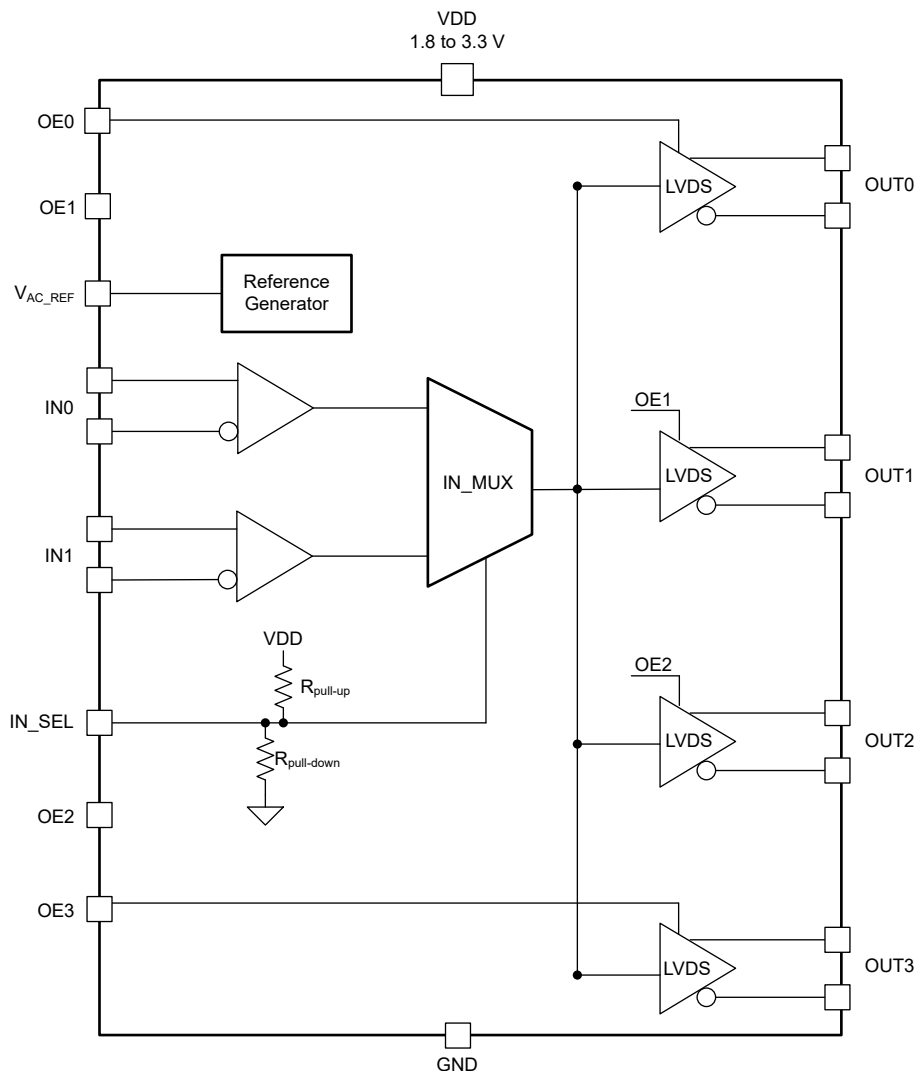 VDD
1.8 to 3.3 V
OE0
LVDS
OUT0
OE1
Reference
Generator
VAC_REF
IN0
OE1
IN_MUX
LVDS
OUT1
IN1
VDD
Rpull-up
OE2
IN_SEL
LVDS
OUT2
Rpull-down
OE2
OE3
LVDS
OUT3
GND